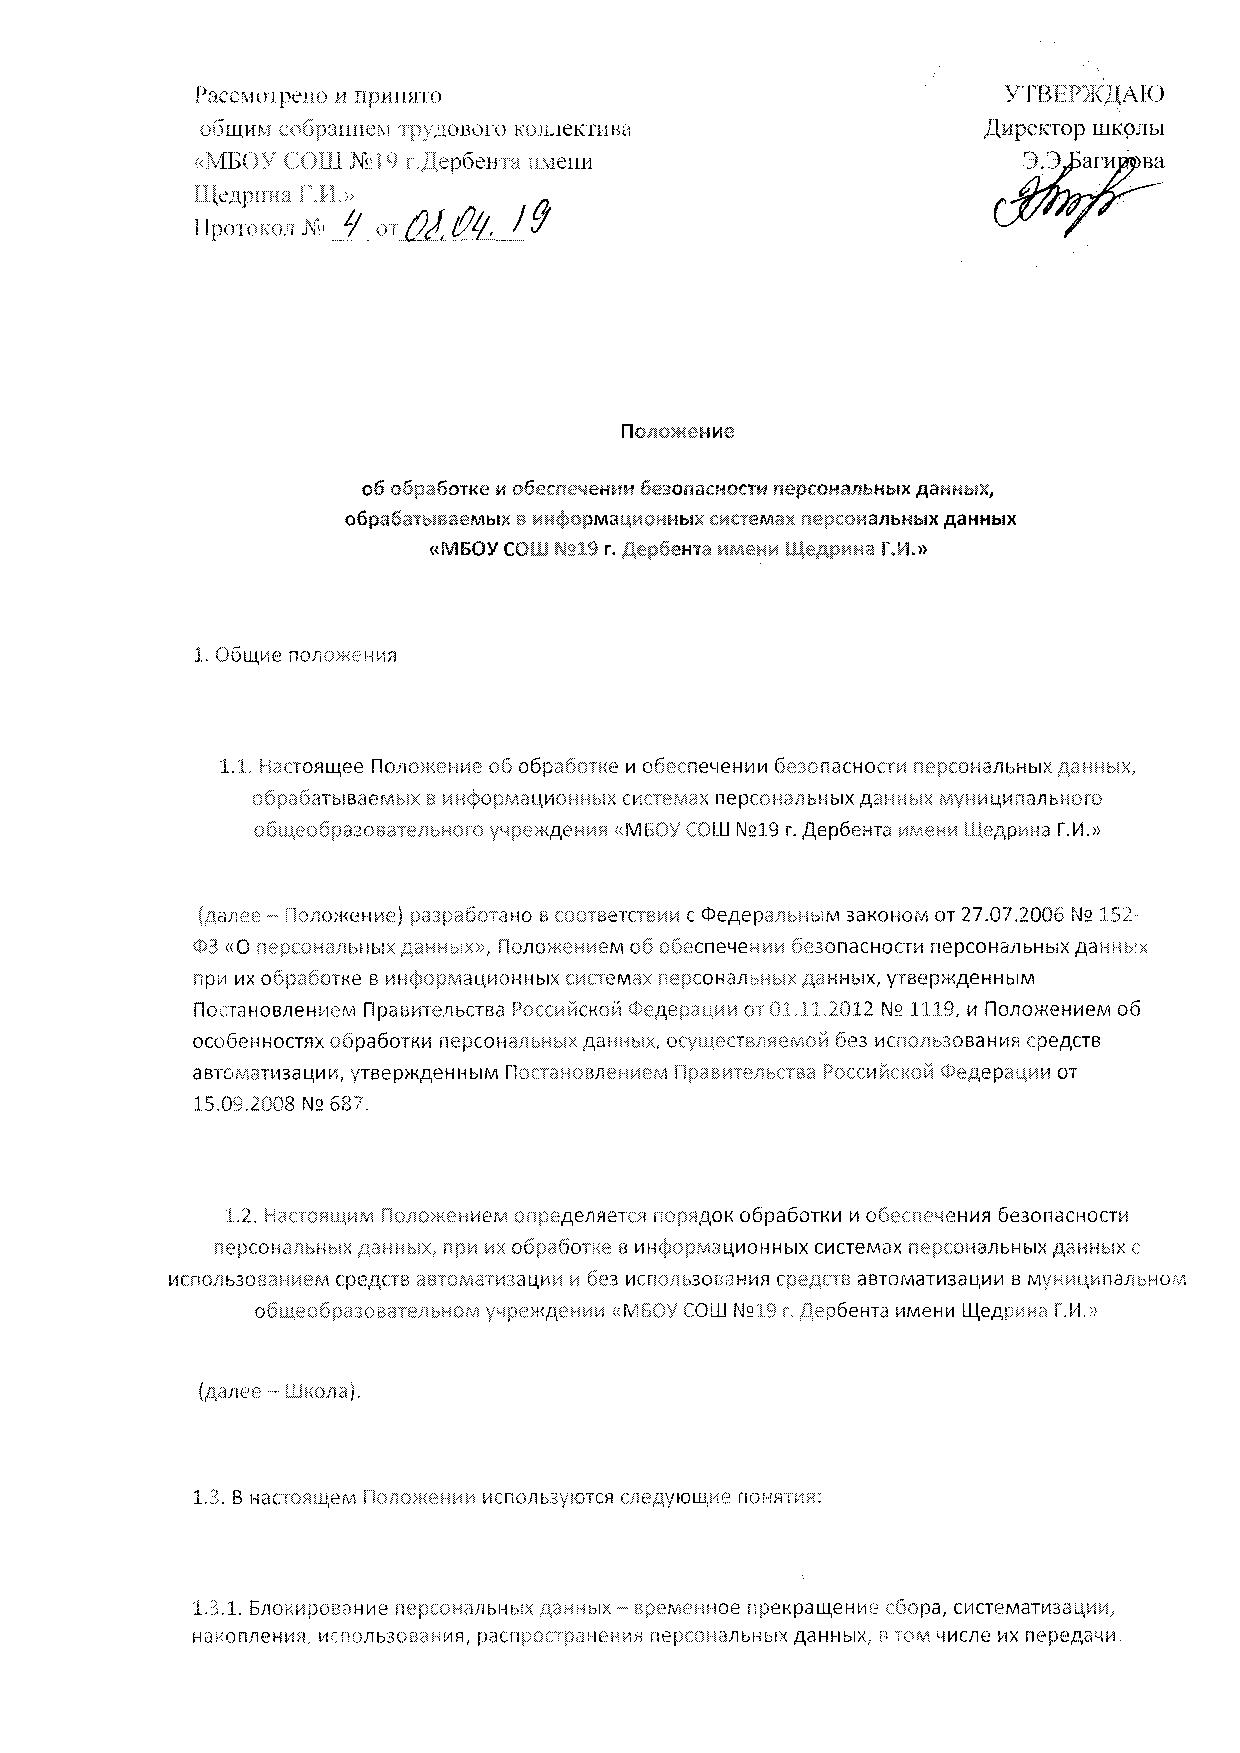 Рассмотрено и принято
УТВЕРЖДАЮ
общим собранием трудового коллектива
Директор школы
«МБОУ СОШ №19 г.Дербента имени
Э.Э.Багирова
Щедрина Г.И.»
Протокол № 4 от 08.04.19
Положение
об обработке и обеспечении безопасности персональных данных,
обрабатываемых в информационных системах персональных данных
«МБОУ СОШ №19 г. Дербента имени Щедрина Г.И.»
1. Общие положения
1.1. Настоящее Положение об обработке и обеспечении безопасности персональных данных,
обрабатываемых в информационных системах персональных данных муниципального
общеобразовательного учреждения «МБОУ СОШ №19 г. Дербента имени Щедрина Г.И.»
(далее – Положение) разработано в соответствии с Федеральным законом от 27.07.2006 № 152-
ФЗ «О персональных данных», Положением об обеспечении безопасности персональных данных
при их обработке в информационных системах персональных данных, утвержденным
Постановлением Правительства Российской Федерации от 01.11.2012 № 1119, и Положением об
особенностях обработки персональных данных, осуществляемой без использования средств
автоматизации, утвержденным Постановлением Правительства Российской Федерации от
15.09.2008 № 687.
1.2. Настоящим Положением определяется порядок обработки и обеспечения безопасности
персональных данных, при их обработке в информационных системах персональных данных с
использованием средств автоматизации и без использования средств автоматизации в муниципальном
общеобразовательном учреждении «МБОУ СОШ №19 г. Дербента имени Щедрина Г.И.»
(далее – Школа).
1.3. В настоящем Положении используются следующие понятия:
1.3.1. Блокирование персональных данных – временное прекращение сбора, систематизации,
накопления, использования, распространения персональных данных, в том числе их передачи.